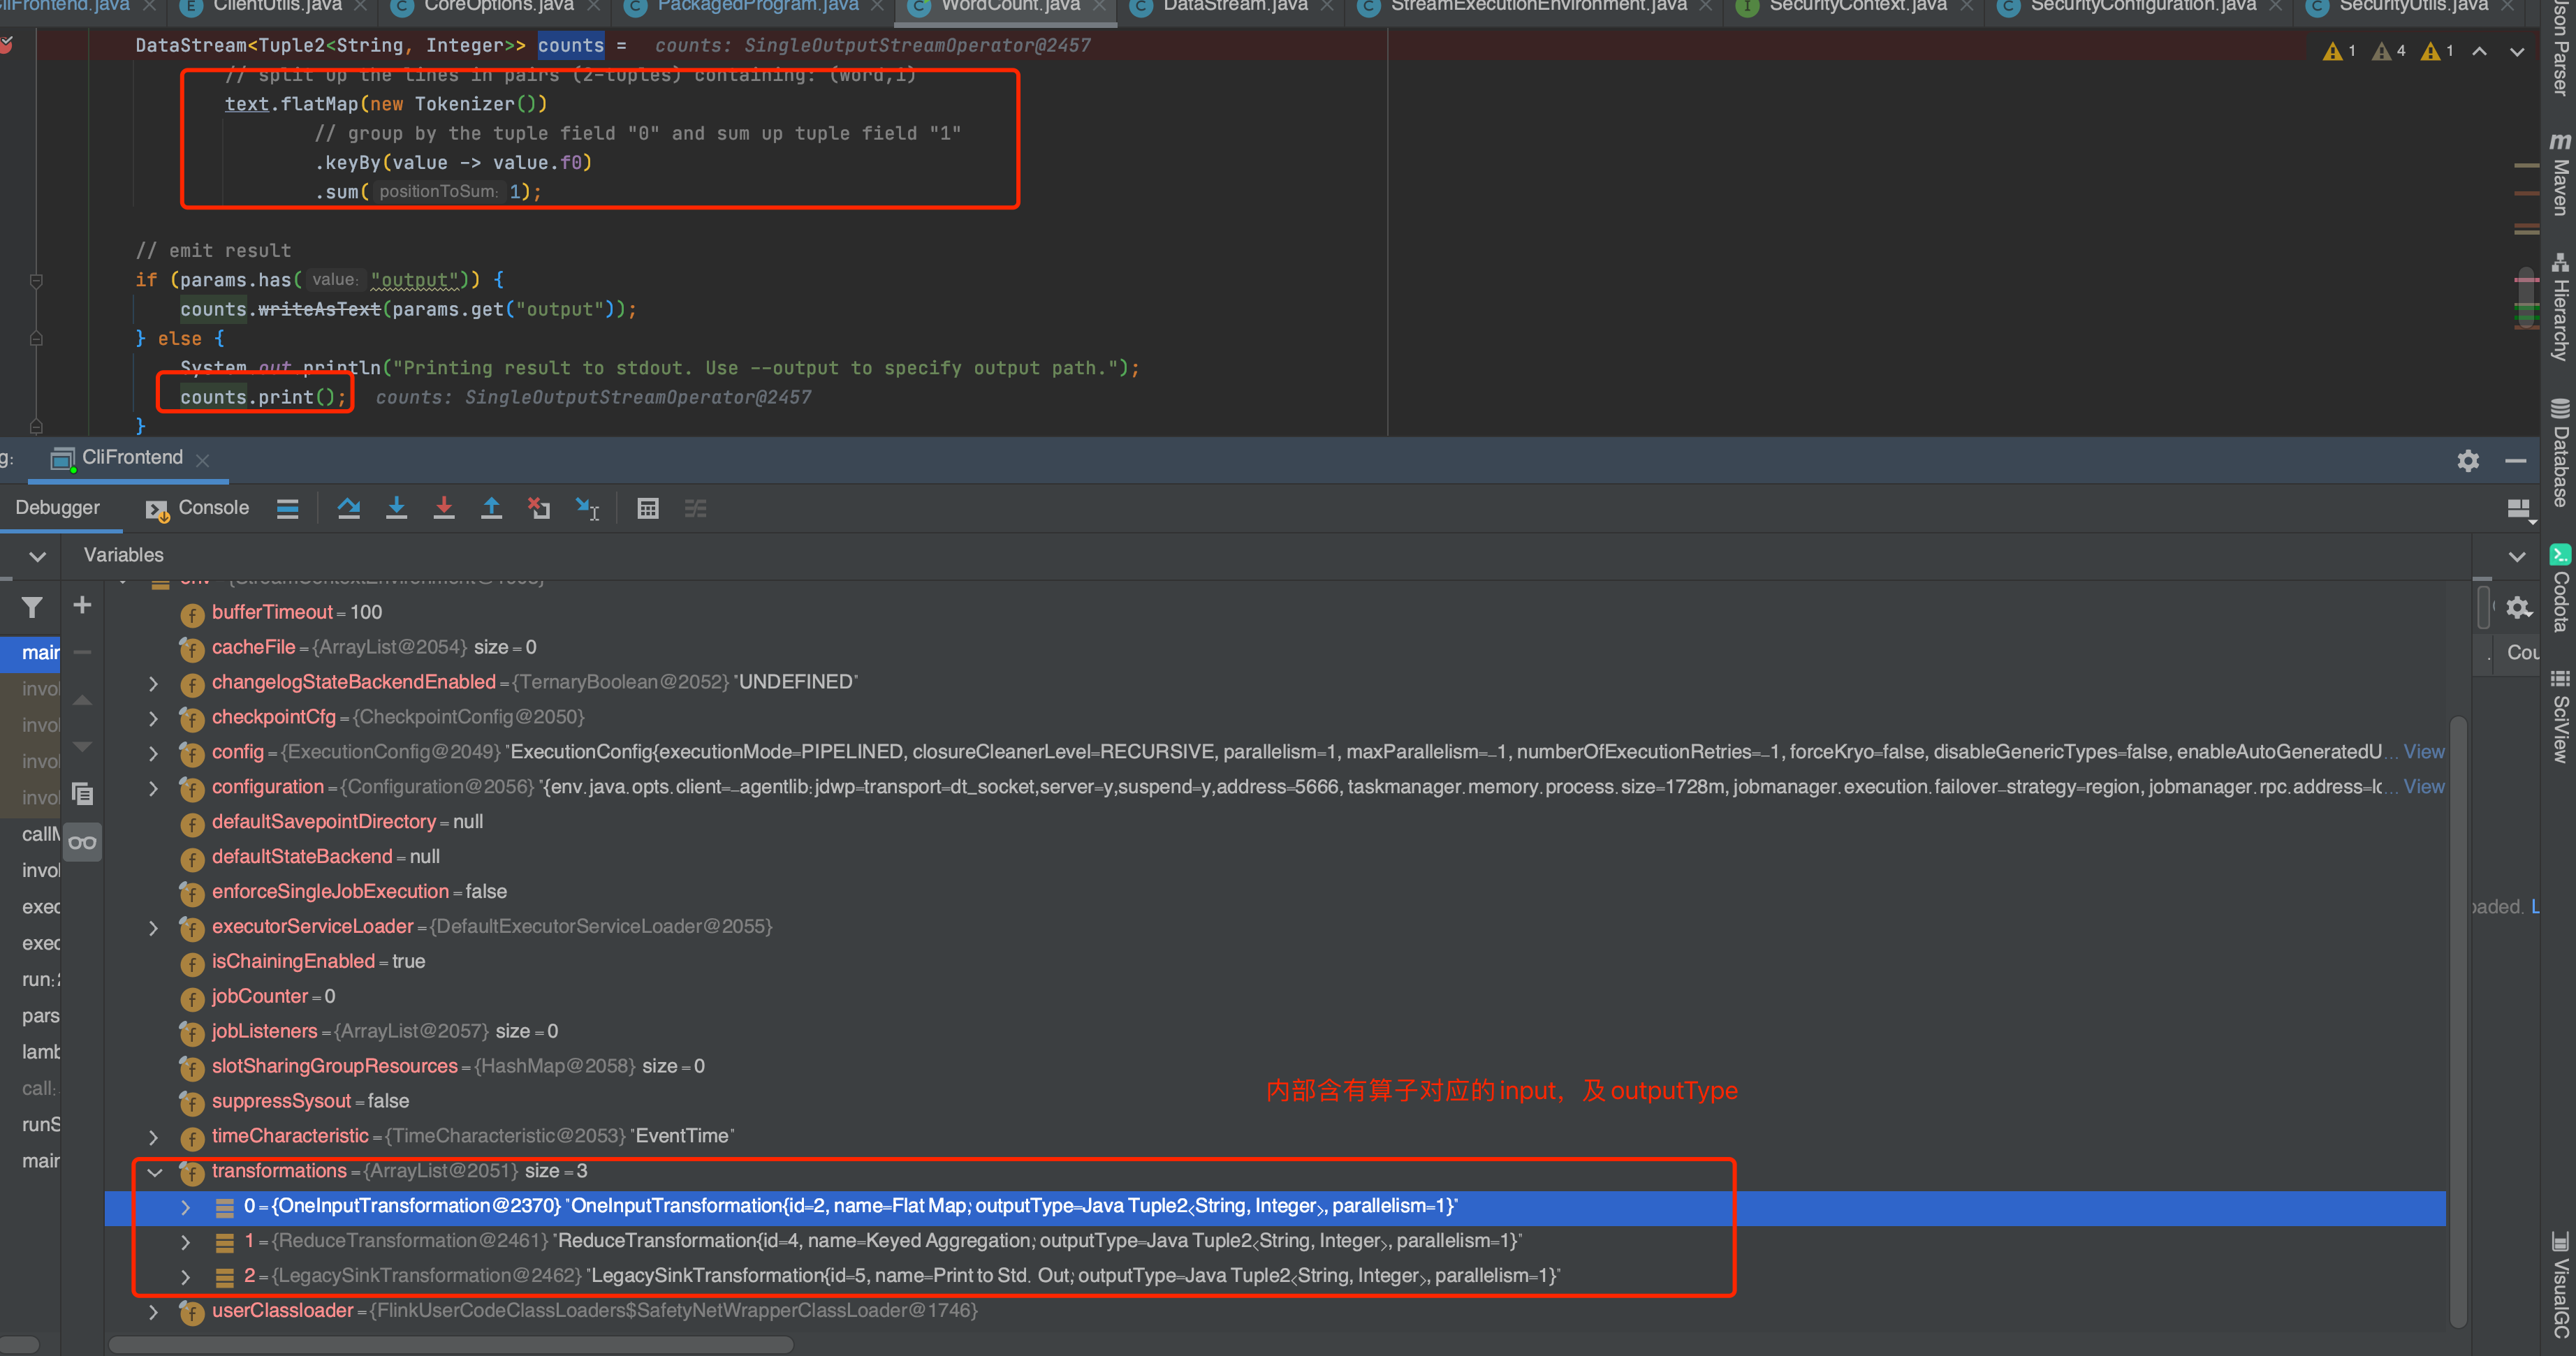 CliFrontend.java ClientUtils.java CoreOptions.java PackagedProgram.java WordCount.java DataStream.java StreamExecutionEnvironment.java SecurityContext.java SecurityConfiguration.java SecurityUtils.java
DataStream<Tuple2<String, Integer>> counts = counts: SingleOutputStreamOperator@2457
1 4 1
// split up the lines in pairs (2-tuples) containing: (word,1)
text.flatMap(new Tokenizer())
// group by the tuple field "0" and sum up tuple field "1"
.keyBy(value -> value.f0)
.sum( positionToSum: 1);
// emit result
if (params.has( value: "output")) {
counts.writeAsText(params.get("output"));
} else {
System.out.println("Printing result to stdout. Use --output to specify output path.");
counts.print(); counts: SingleOutputStreamOperator@2457
}
g: CliFrontend
Debugger Console
Variables
env = {StreamContextEnvironment@
bufferTimeout = 100
cacheFile = {ArrayList@2054} size = 0
changelogStateBackendEnabled = {TernaryBoolean@2052} "UNDEFINED"
checkpointCfg = {CheckpointConfig@2050}
config = {ExecutionConfig@2049} "ExecutionConfig{executionMode=PIPELINED, closureCleanerLevel=RECURSIVE, parallelism=1, maxParallelism=-1, numberOfExecutionRetries=-1, forceKryo=false, disableGenericTypes=false, enableAutoGeneratedU... View
configuration = {Configuration@2056} "{env.java.opts.client=-agentlib:jdwp=transport=dt_socket,server=y,suspend=y,address=5666, taskmanager.memory.process.size=1728m, jobmanager.execution.failover-strategy=region, jobmanager.rpc.address=lc... View
defaultSavepointDirectory = null
defaultStateBackend = null
enforceSingleJobExecution = false
executorServiceLoader = {DefaultExecutorServiceLoader@2055}
isChainingEnabled = true
jobCounter = 0
jobListeners = {ArrayList@2057} size = 0
slotSharingGroupResources = {HashMap@2058} size = 0
suppressSysout = false
timeCharacteristic = {TimeCharacteristic@2053} "EventTime"
transformations = {ArrayList@2051} size = 3
0 = {OneInputTransformation@2370} "OneInputTransformation{id=2, name='Flat Map', outputType=Java Tuple2<String, Integer>, parallelism=1}"
1 = {ReduceTransformation@2461} "ReduceTransformation{id=4, name='Keyed Aggregation', outputType=Java Tuple2<String, Integer>, parallelism=1}"
2 = {LegacySinkTransformation@2462} "LegacySinkTransformation{id=5, name='Print to Std. Out', outputType=Java Tuple2<String, Integer>, parallelism=1}"
userClassloader = {FlinkUserCodeClassLoaders$SafetyNetWrapperClassLoader@1746}
内部含有算子对应的input，及outputType
main
invo
invo
invo
invo
callM
invo
exec
exec
run:2
pars
lamb
call:
runS
main
Cou
oaded. L
Json Parser
Maven
Hierarchy
Database
Codota
SciView
VisualGC